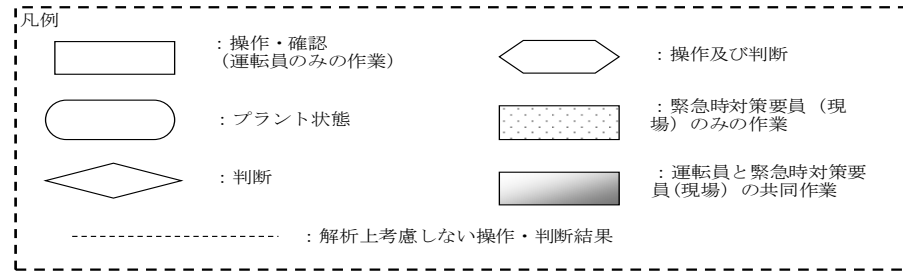 凡例
：操作・確認
（運転員のみの作業）
：操作及び判断
：プラント状態
：緊急時対策要員（現
場）のみの作業
：判断
：運転員と緊急時対策要
員(現場）の共同作業
：解析上考慮しない操作・判断結果